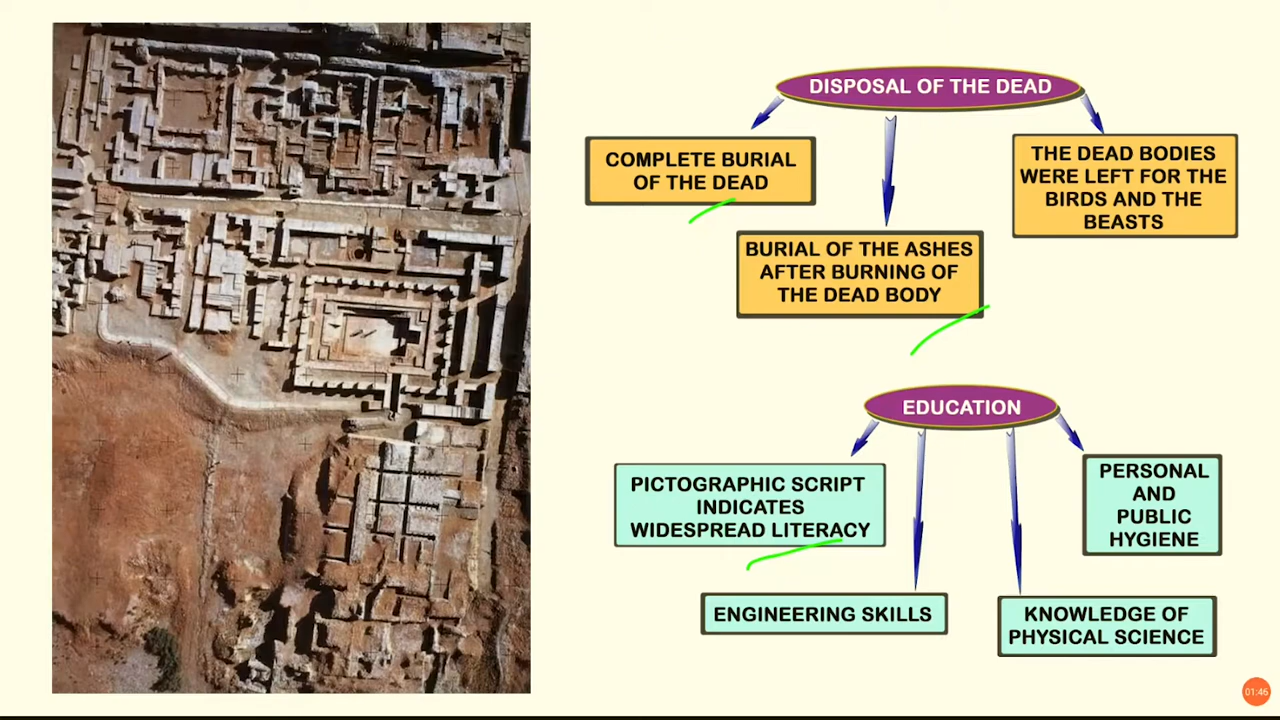 DISPOSAL OF THE DEAD
COMPLETE BURIAL
OF THE DEAD
THE DEAD BODIES
WERE LEFT FOR THE
BIRDS AND THE
BEASTS
BURIAL OF THE ASHES
AFTER BURNING OF
THE DEAD BODY
EDUCATION
PICTOGRAPHIC SCRIPT
INDICATES
WIDESPREAD LITERACY
PERSONAL
AND
PUBLIC
HYGIENE
ENGINEERING SKILLS
KNOWLEDGE OF
PHYSICAL SCIENCE
01:46